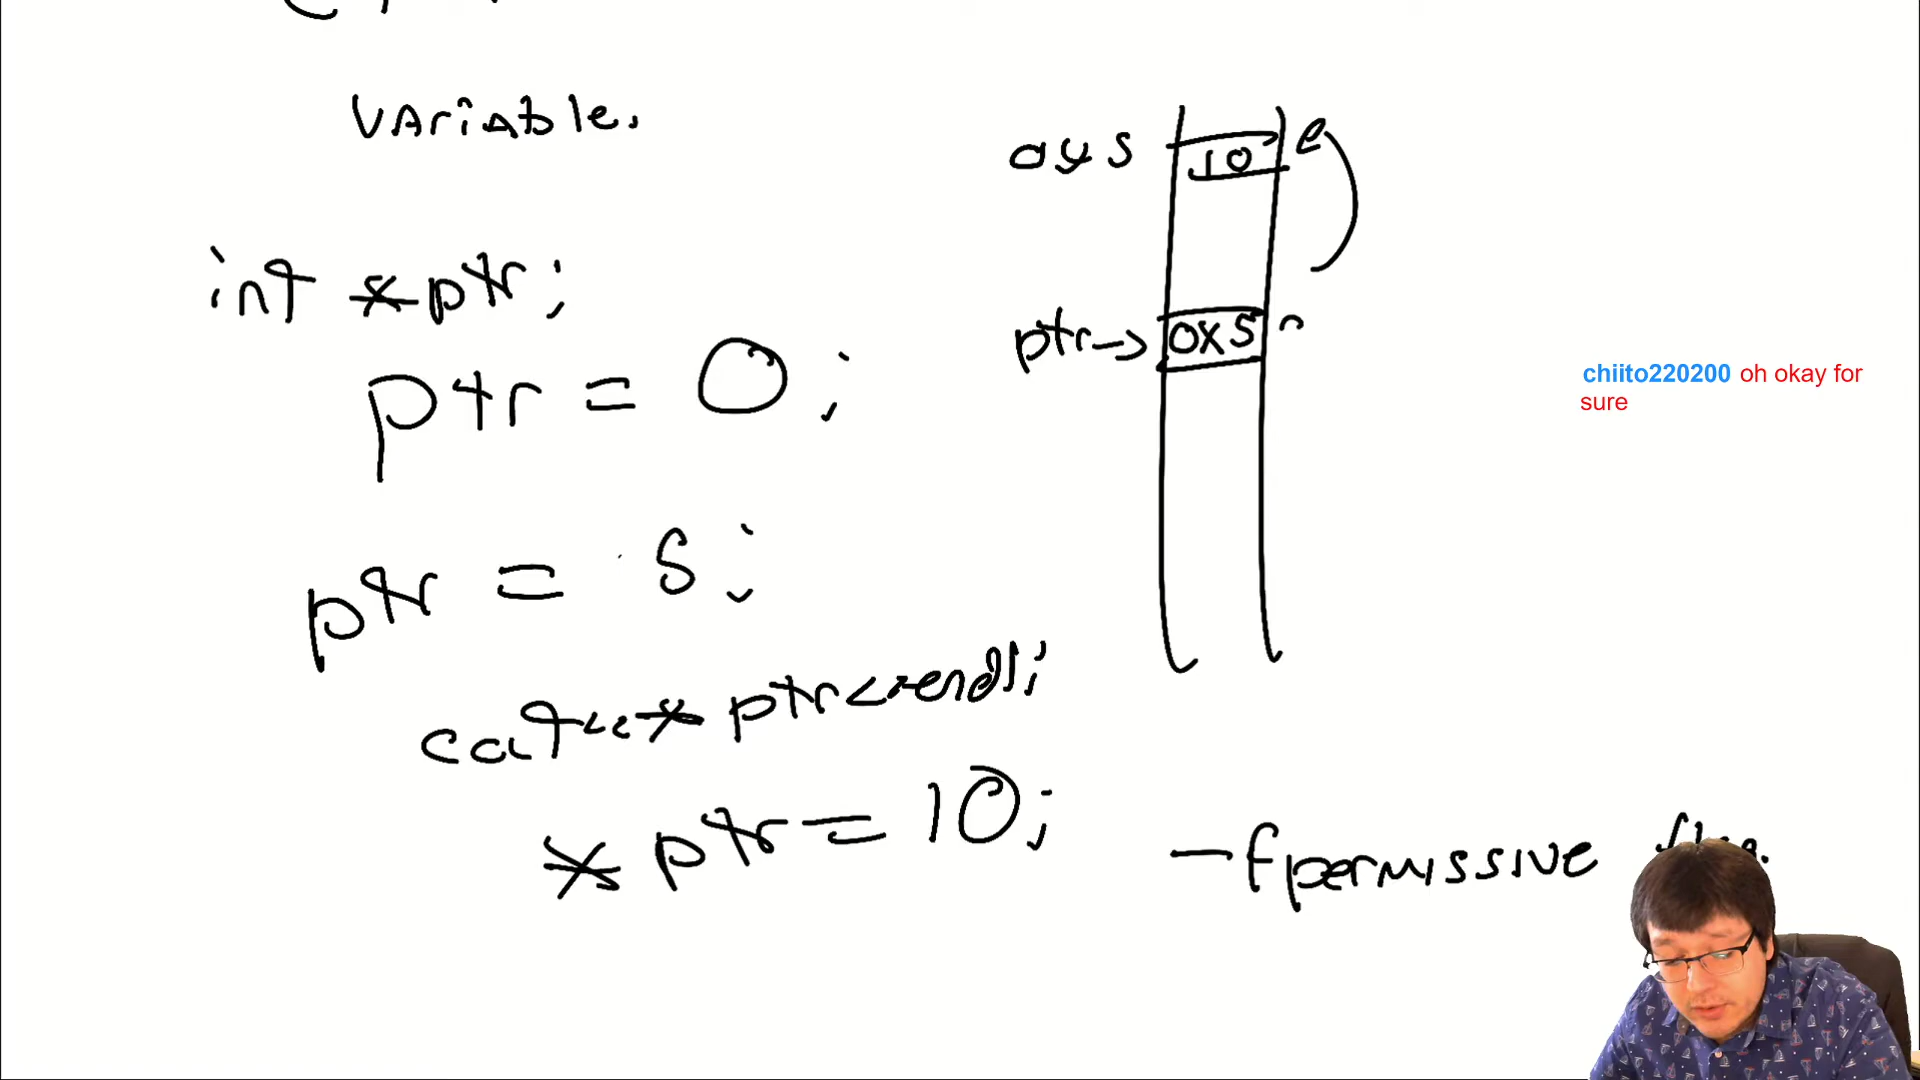 variable.
int *ptr;
ptr = 0;
ptr = 5;
cout<<*ptr<<endl;
*ptr = 10;
0x5
10
ptr→
0x5
-fpermissive
chiito220200 oh okay for
sure